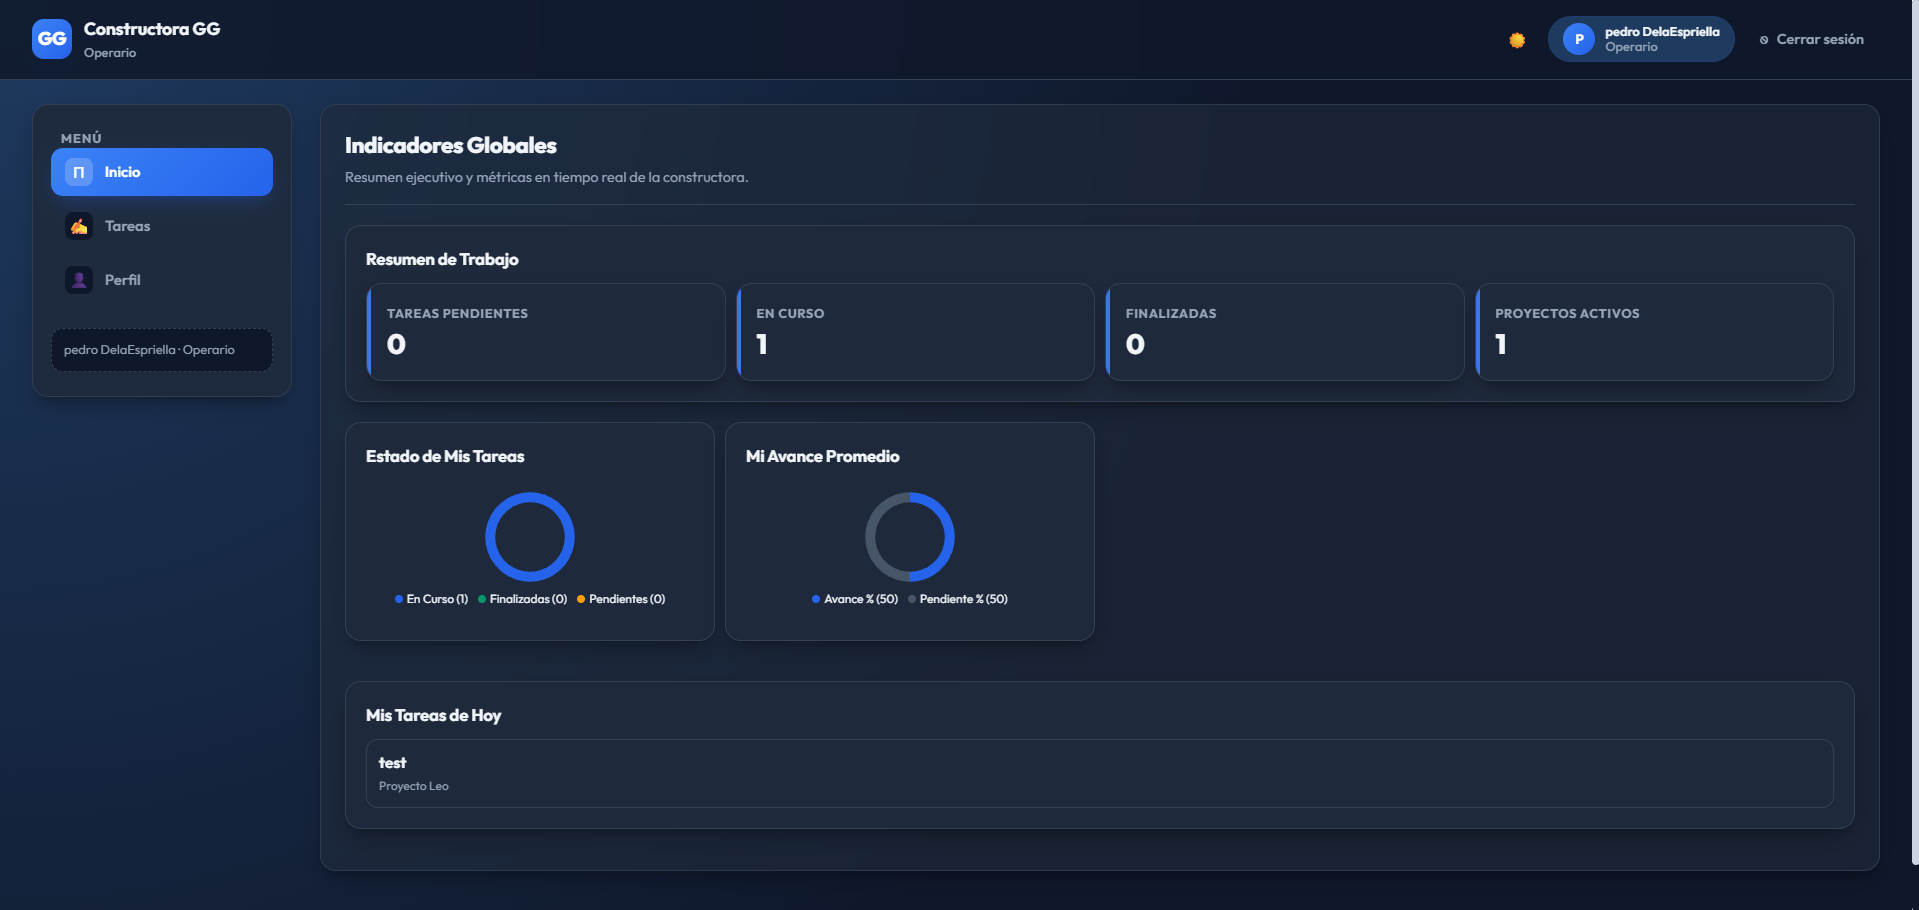 GG
Constructora GG
Operario
P
pedro DelaEspriella
Operario
Cerrar sesión
MENÚ
Inicio
Tareas
Perfil
pedro DelaEspriella · Operario
Indicadores Globales
Resumen ejecutivo y métricas en tiempo real de la constructora.
Resumen de Trabajo
TAREAS PENDIENTES
0
EN CURSO
1
FINALIZADAS
0
PROYECTOS ACTIVOS
1
Estado de Mis Tareas
En Curso (1) Finalizadas (0) Pendientes (0)
Mi Avance Promedio
Avance % (50) Pendiente % (50)
Mis Tareas de Hoy
test
Proyecto Leo